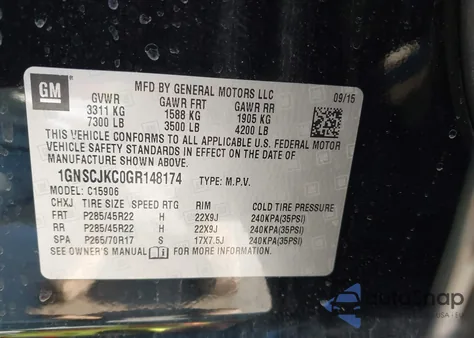 GM
MFD BY GENERAL MOTORS LLC
09/15
GVWR GAWR FRT GAWR RR
3311 KG 1588 KG 1905 KG
7300 LB 3500 LB 4200 LB
THIS VEHICLE CONFORMS TO ALL APPLICABLE U.S. FEDERAL MOTOR
VEHICLE SAFETY STANDARDS IN EFFECT ON THE DATE OF
MANUFACTURE SHOWN ABOVE.
1GNSCJKC0GR148174 TYPE: M.P.V.
MODEL: C15906
CHXJ TIRE SIZE SPEED RTG RIM COLD TIRE PRESSURE
FRT P285/45R22 H 22X9J 240KPA(35PSI)
RR P285/45R22 H 22X9J 240KPA(35PSI)
SPA P265/70R17 S 17X7.5J 240KPA(35PSI)
SEE OWNER'S MANUAL FOR MORE INFORMATION.
autoSnap
USA - EU